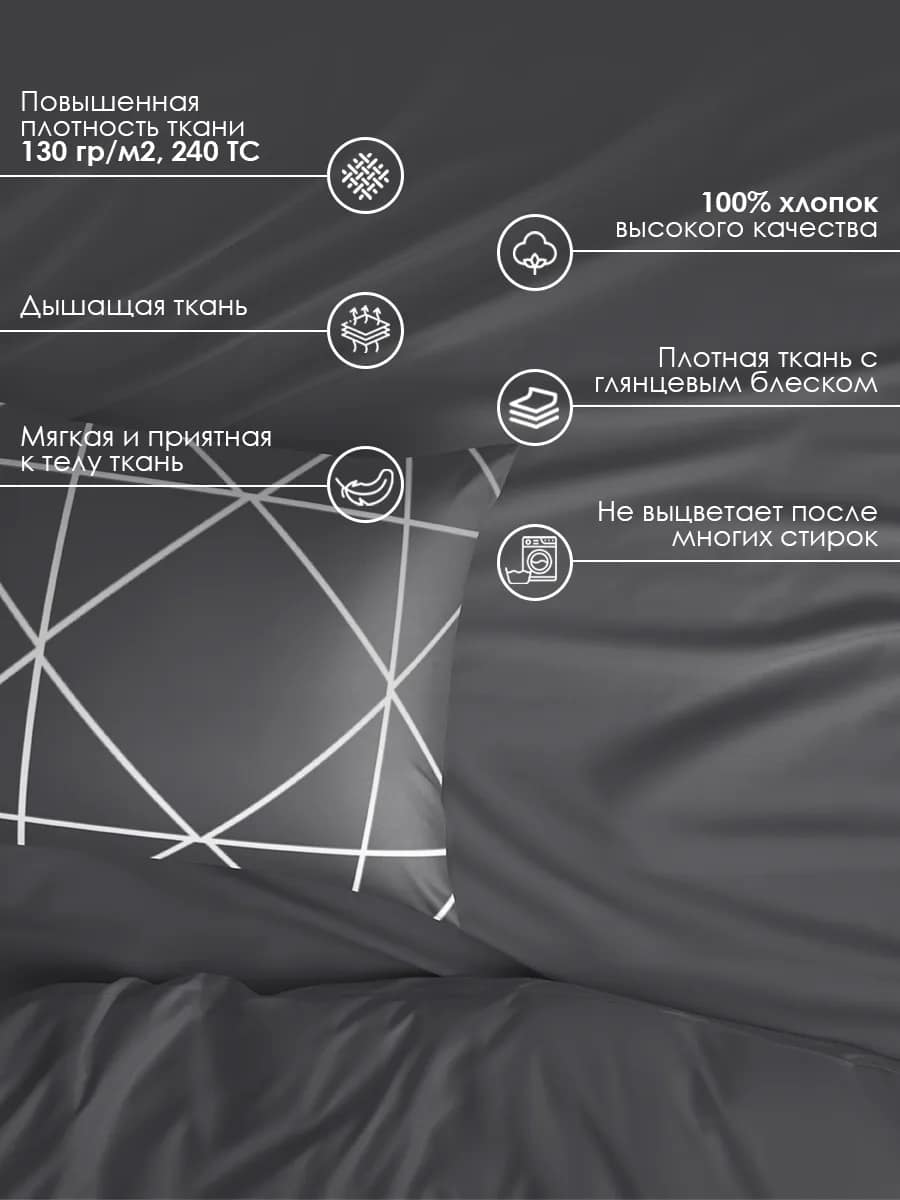 Повышенная
плотность ткани
130 гр/м2, 240 ТС
100% хлопок
высокого качества
Дышащая ткань
Плотная ткань с
глянцевым блеском
Мягкая и приятная
к телу ткань
Не выцветает после
многих стирок